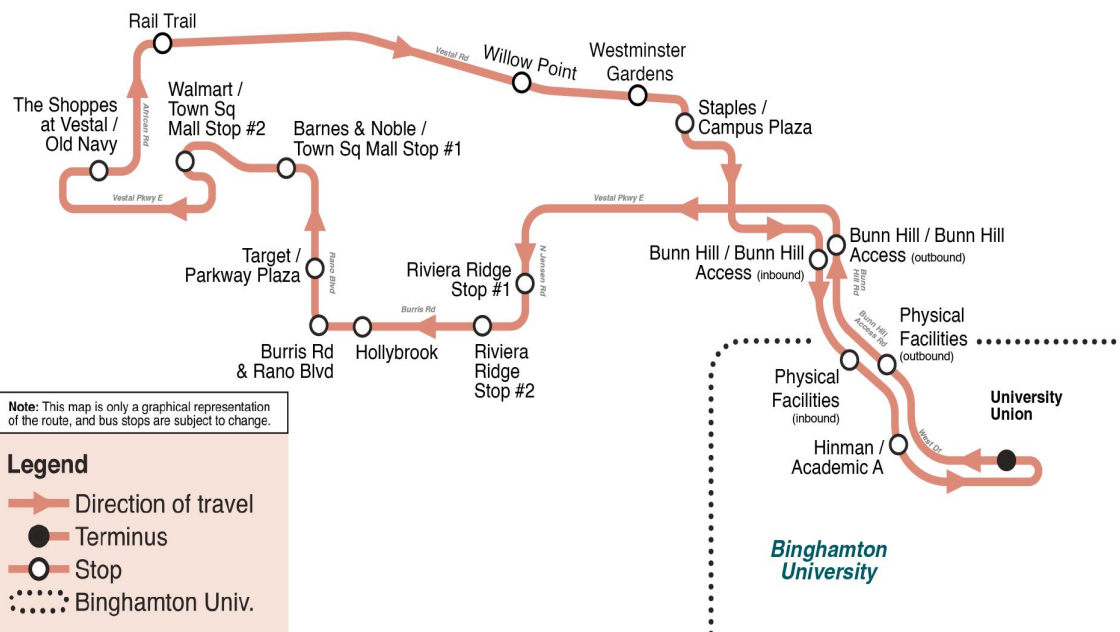 Rail Trail
Vestal Rd
Willow Point
Westminster
Gardens
Staples /
Campus Plaza
The Shoppes
at Vestal /
Old Navy
African Rd
Walmart /
Town Sq
Mall Stop #2
Barnes & Noble /
Town Sq Mall Stop #1
Vestal Pkwy E
Vestal Pkwy E
Target /
Parkway Plaza
Rano Blvd
Riviera Ridge
Stop #1
N Jensen Rd
Bunn Hill / Bunn Hill
Access (inbound)
Bunn Hill / Bunn Hill
Access (outbound)
Bunn
Hill Rd
Bunn Hill
Access Rd
Burris Rd
Burris Rd
& Rano Blvd
Hollybrook
Riviera
Ridge
Stop #2
Physical
Facilities
(outbound)
Physical
Facilities
(inbound)
University
Union
West Dr
Hinman /
Academic A
Binghamton
University
Note: This map is only a graphical representation
of the route, and bus stops are subject to change.
Legend
Direction of travel
Terminus
Stop
Binghamton Univ.